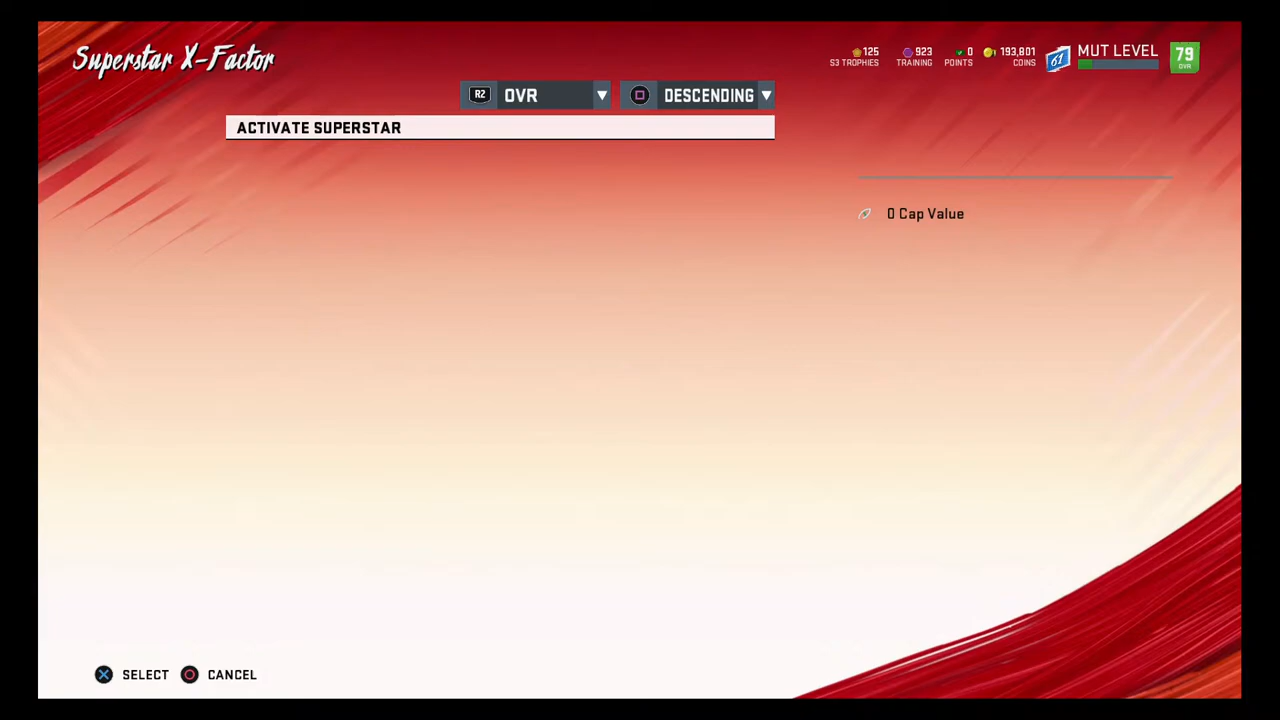 Superstar X-Factor
125
S3 TROPHIES
923
TRAINING
0
POINTS
193,801
COINS
61
MUT LEVEL
79
OVR
R2 OVR
DESCENDING
ACTIVATE SUPERSTAR
0 Cap Value
SELECT
CANCEL